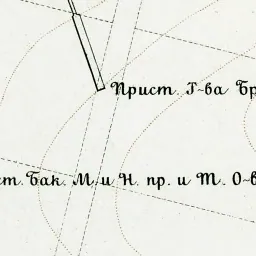 Прист. Т-ва Бр
ст. Бак. М. и Н. пр. и Т. О-в